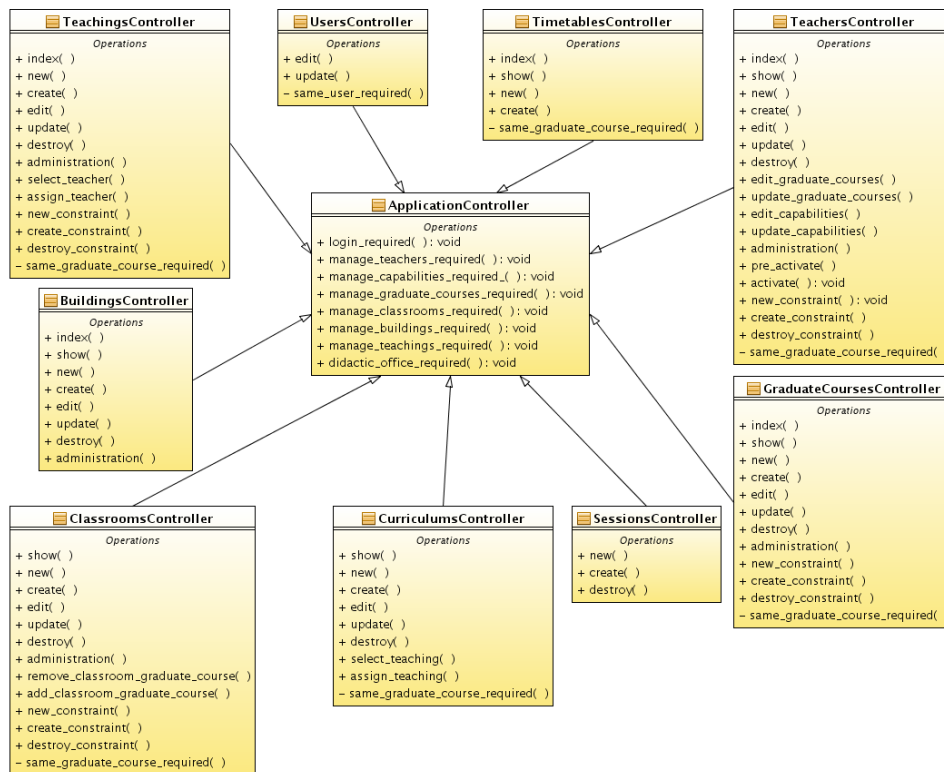 TeachingsController
Operations
+ index( )
+ new( )
+ create( )
+ edit( )
+ update( )
+ destroy( )
+ administration( )
+ select_teacher( )
+ assign_teacher( )
+ new_constraint( )
+ create_constraint( )
+ destroy_constraint( )
− same_graduate_course_required( )
UsersController
Operations
+ edit( )
+ update( )
− same_user_required( )
TimetablesController
Operations
+ index( )
+ show( )
+ new( )
+ create( )
− same_graduate_course_required( )
TeachersController
Operations
+ index( )
+ show( )
+ new( )
+ create( )
+ edit( )
+ update( )
+ destroy( )
+ edit_graduate_courses( )
+ update_graduate_courses( )
+ edit_capabilities( )
+ update_capabilities( )
+ administration( )
+ pre_activate( )
+ activate( ) : void
+ new_constraint( ) : void
+ create_constraint( )
+ destroy_constraint( )
− same_graduate_course_required(
ApplicationController
Operations
+ login_required( ) : void
+ manage_teachers_required( ) : void
+ manage_capabilities_required_( ) : void
+ manage_graduate_courses_required( ) : void
+ manage_classrooms_required( ) : void
+ manage_buildings_required( ) : void
+ manage_teachings_required( ) : void
+ didactic_office_required( ) : void
BuildingsController
Operations
+ index( )
+ show( )
+ new( )
+ create( )
+ edit( )
+ update( )
+ destroy( )
+ administration( )
GraduateCoursesController
Operations
+ index( )
+ show( )
+ new( )
+ create( )
+ edit( )
+ update( )
+ destroy( )
+ administration( )
+ new_constraint( )
+ create_constraint( )
+ destroy_constraint( )
− same_graduate_course_required(
ClassroomsController
Operations
+ show( )
+ new( )
+ create( )
+ edit( )
+ update( )
+ destroy( )
+ administration( )
+ remove_classroom_graduate_course( )
+ add_classroom_graduate_course( )
+ new_constraint( )
+ create_constraint( )
+ destroy_constraint( )
− same_graduate_course_required( )
CurriculumsController
Operations
+ show( )
+ new( )
+ create( )
+ edit( )
+ update( )
+ destroy( )
+ select_teaching( )
+ assign_teaching( )
− same_graduate_course_required( )
SessionsController
Operations
+ new( )
+ create( )
+ destroy( )